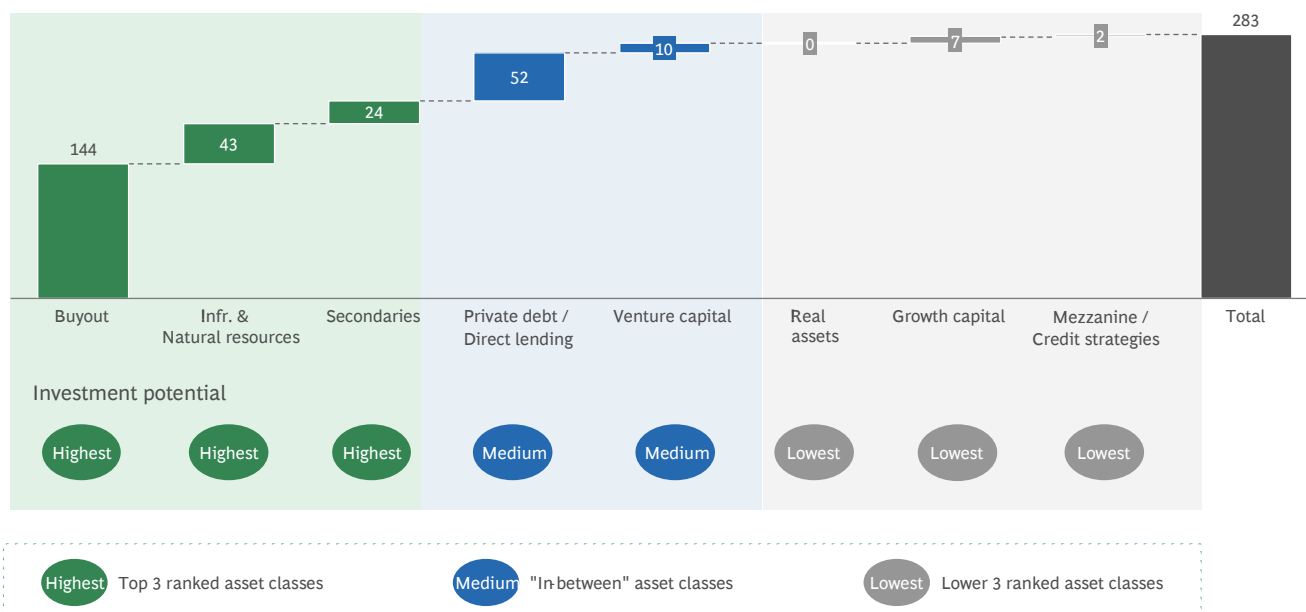 283
0
7
2
10
52
24
43
144
Buyout
Infr. &
Natural resources
Secondaries
Private debt /
Direct lending
Venture capital
Real
assets
Growth capital
Mezzanine /
Credit strategies
Total
Investment potential
Highest
Highest
Highest
Medium
Medium
Lowest
Lowest
Lowest
Highest Top 3 ranked asset classes
Medium "In-between" asset classes
Lowest Lower 3 ranked asset classes